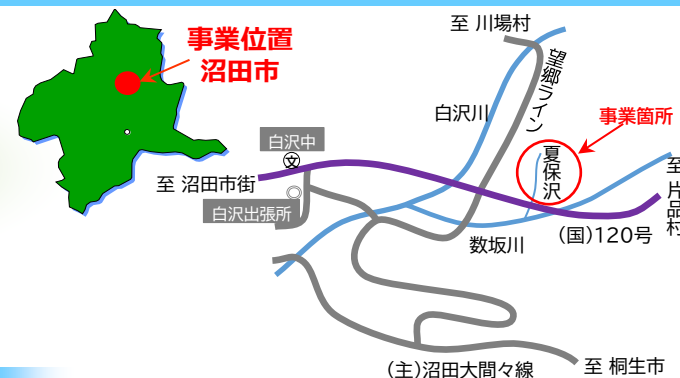 事業位置
沼田市
至 川場村
望郷ライン
白沢川
事業箇所
白沢中
文
夏保沢
至 沼田市街
至 片品村
白沢出張所
数坂川
(国)120号
(主)沼田大間々線
至 桐生市